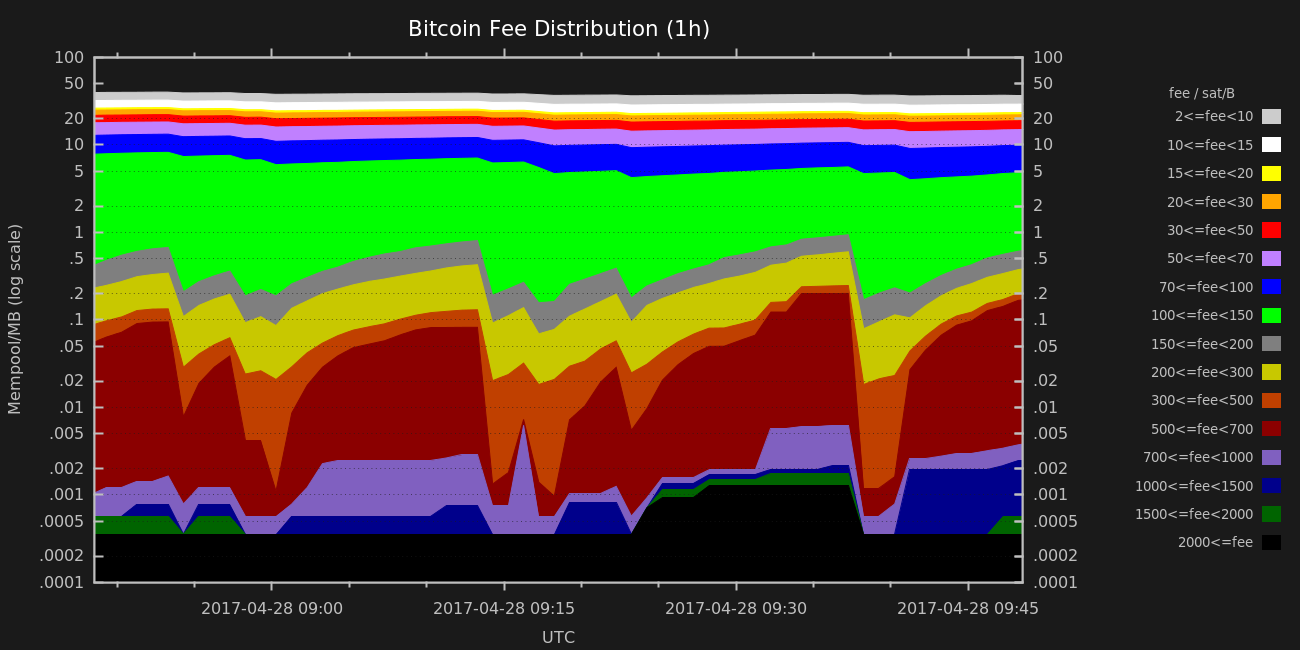 Bitcoin Fee Distribution (1h)
Mempool/MB (log scale)
100
50
20
10
5
2
1
.5
.2
.1
.05
.02
.01
.005
.002
.001
.0005
.0002
.0001
100
50
20
10
5
2
1
.5
.2
.1
.05
.02
.01
.005
.002
.001
.0005
.0002
.0001
fee / sat/B
2<=fee<10
10<=fee<15
15<=fee<20
20<=fee<30
30<=fee<50
50<=fee<70
70<=fee<100
100<=fee<150
150<=fee<200
200<=fee<300
300<=fee<500
500<=fee<700
700<=fee<1000
1000<=fee<1500
1500<=fee<2000
2000<=fee
2017-04-28 09:00 2017-04-28 09:15 2017-04-28 09:30 2017-04-28 09:45
UTC